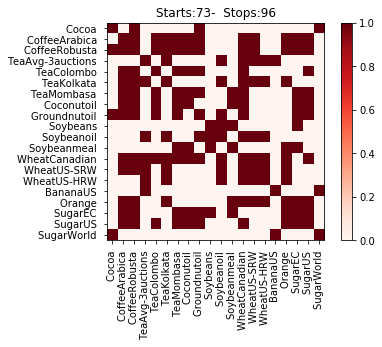 Starts:73-  Stops:96
Cocoa
CoffeeArabica
CoffeeRobusta
TeaAvg-3auctions
TeaColombo
TeaKolkata
TeaMombasa
Coconutoil
Groundnutoil
Soybeans
Soybeanoil
Soybeanmeal
WheatCanadian
WheatUS-SRW
WheatUS-HRW
BananaUS
Orange
SugarEC
SugarUS
SugarWorld
1.0
0.8
0.6
0.4
0.2
0.0
Cocoa
CoffeeArabica
CoffeeRobusta
TeaAvg-3auctions
TeaColombo
TeaKolkata
TeaMombasa
Coconutoil
Groundnutoil
Soybeans
Soybeanoil
Soybeanmeal
WheatCanadian
WheatUS-SRW
WheatUS-HRW
BananaUS
Orange
SugarEC
SugarUS
SugarWorld